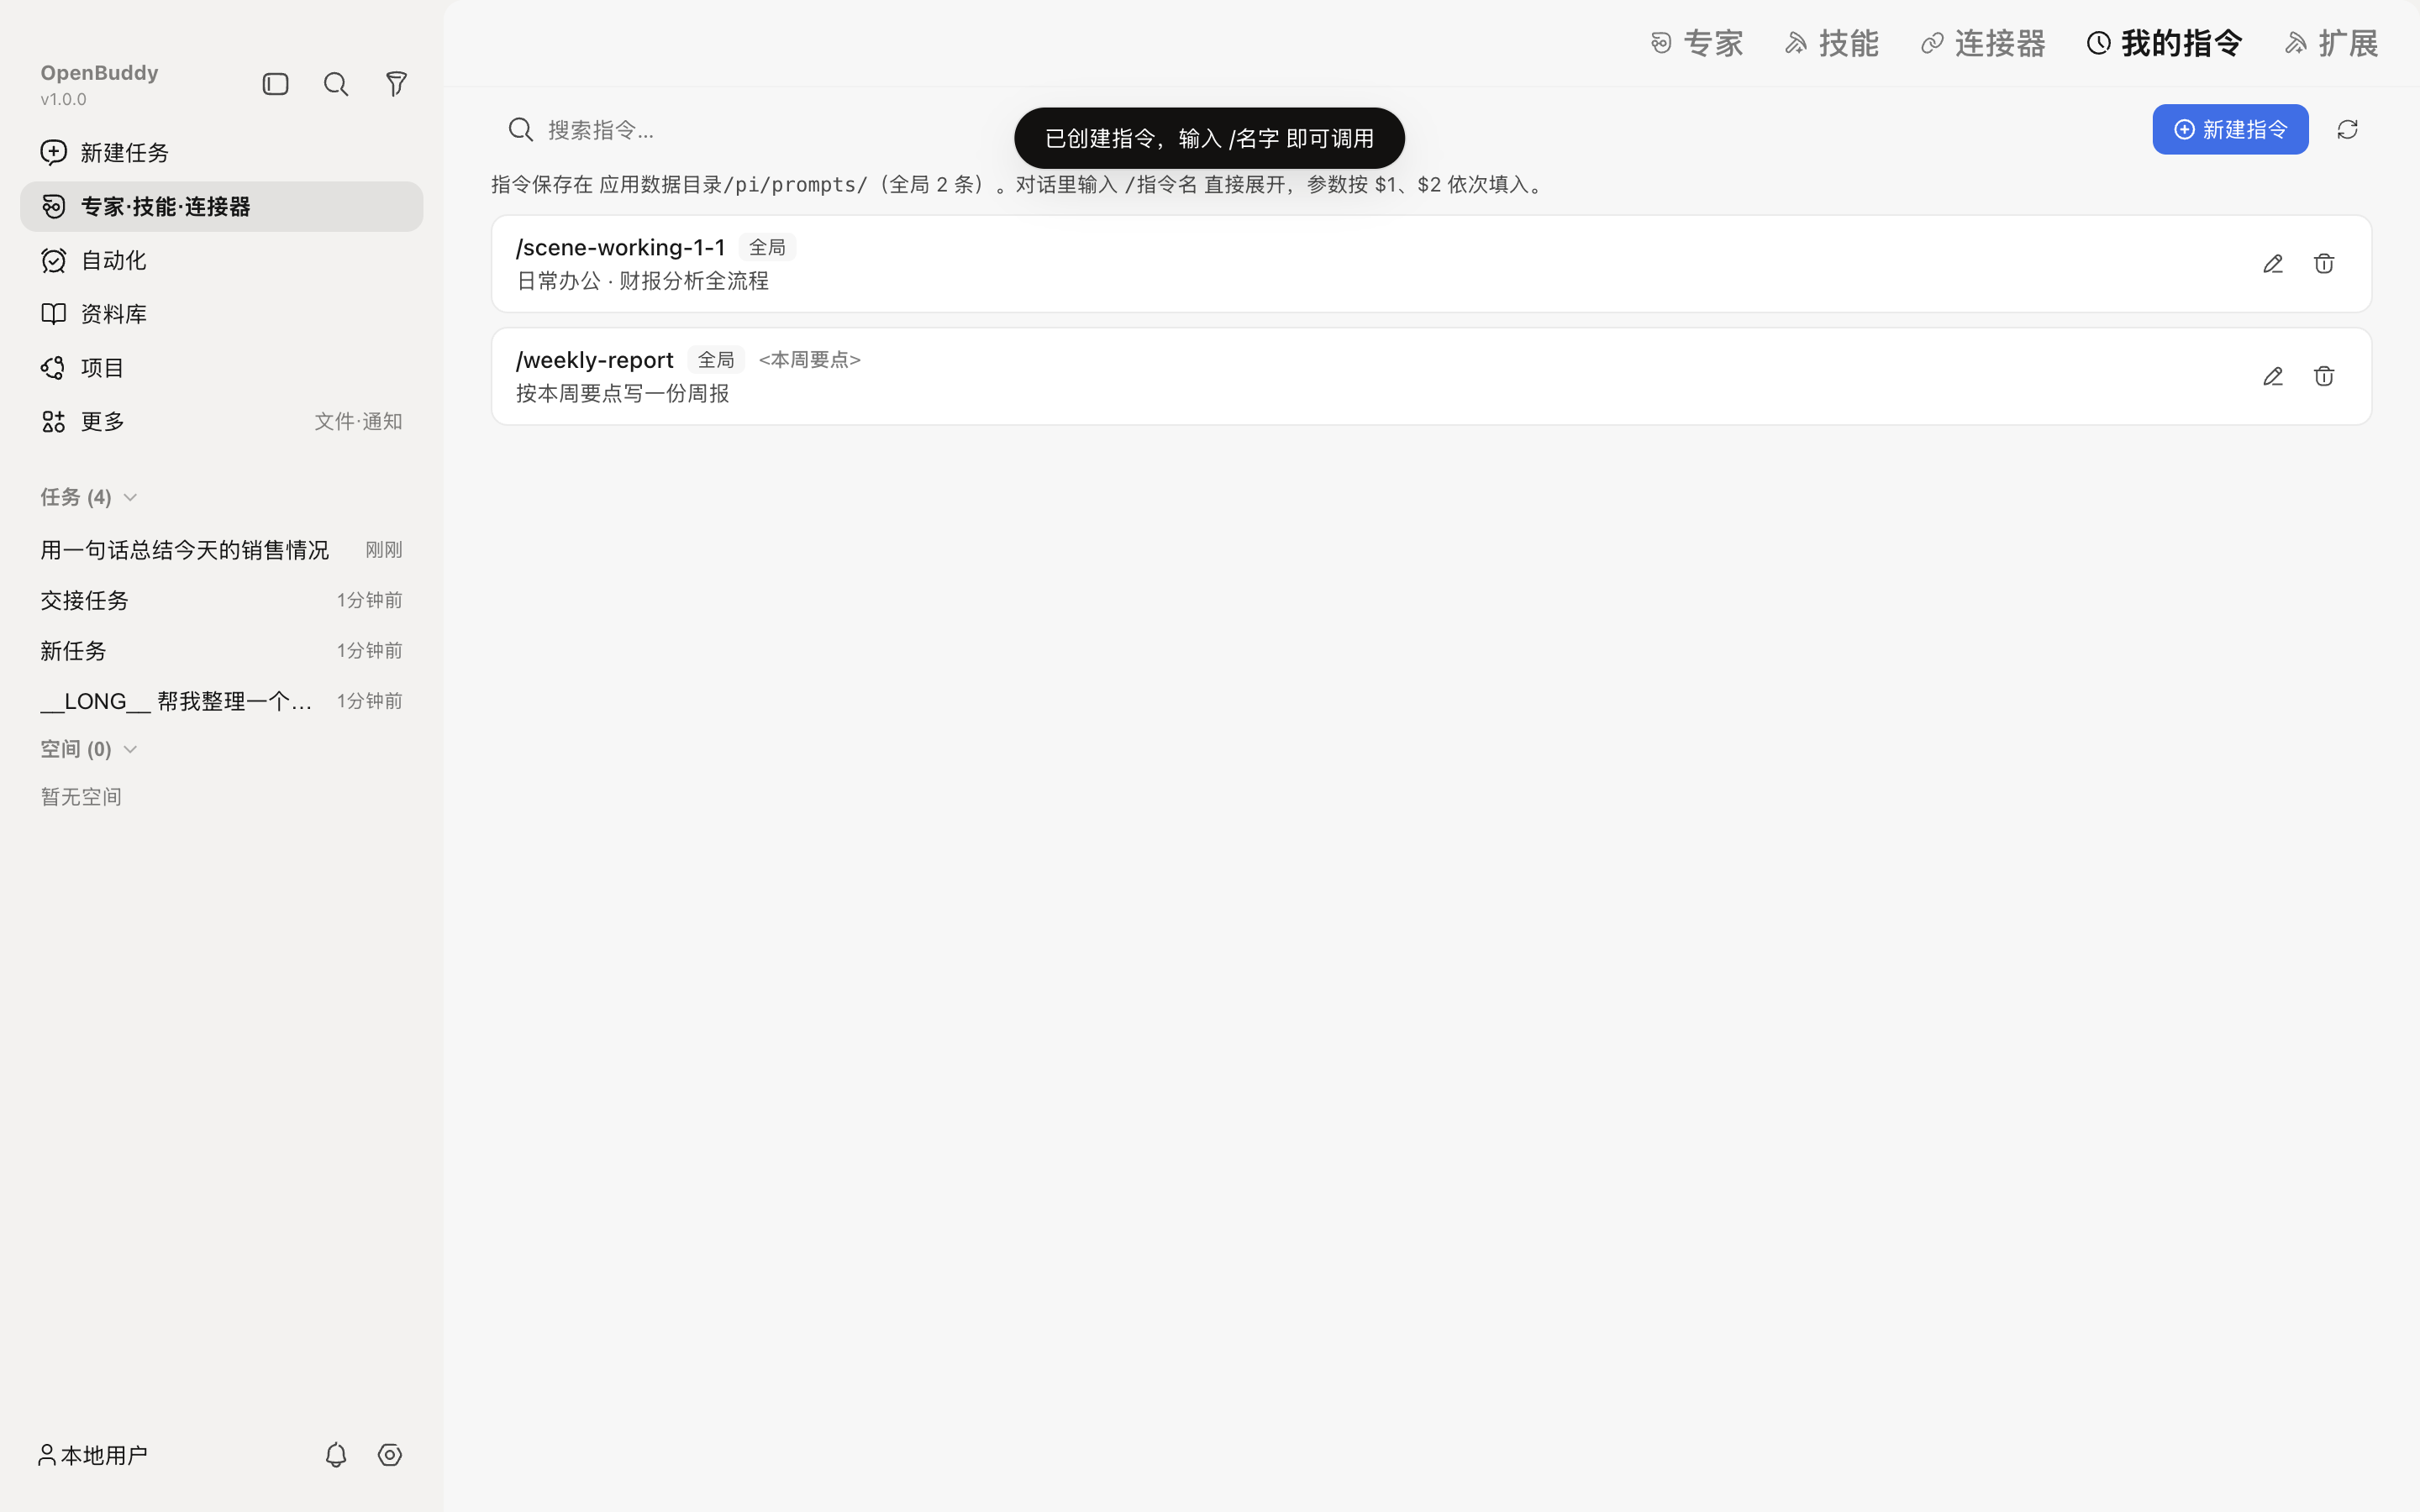 OpenBuddy
v1.0.0
新建任务
专家·技能·连接器
自动化
资料库
项目
更多 文件·通知
任务 (4)
用一句话总结今天的销售情况 刚刚
交接任务 1分钟前
新任务 1分钟前
__LONG__ 帮我整理一个... 1分钟前
空间 (0)
暂无空间
本地用户
专家 技能 连接器 我的指令 扩展
搜索指令...
已创建指令，输入 /名字 即可调用
新建指令
指令保存在 应用数据目录/pi/prompts/（全局 2 条）。对话里输入 /指令名 直接展开，参数按 $1、$2 依次填入。
/scene-working-1-1 全局
日常办公 · 财报分析全流程
/weekly-report 全局 <本周要点>
按本周要点写一份周报